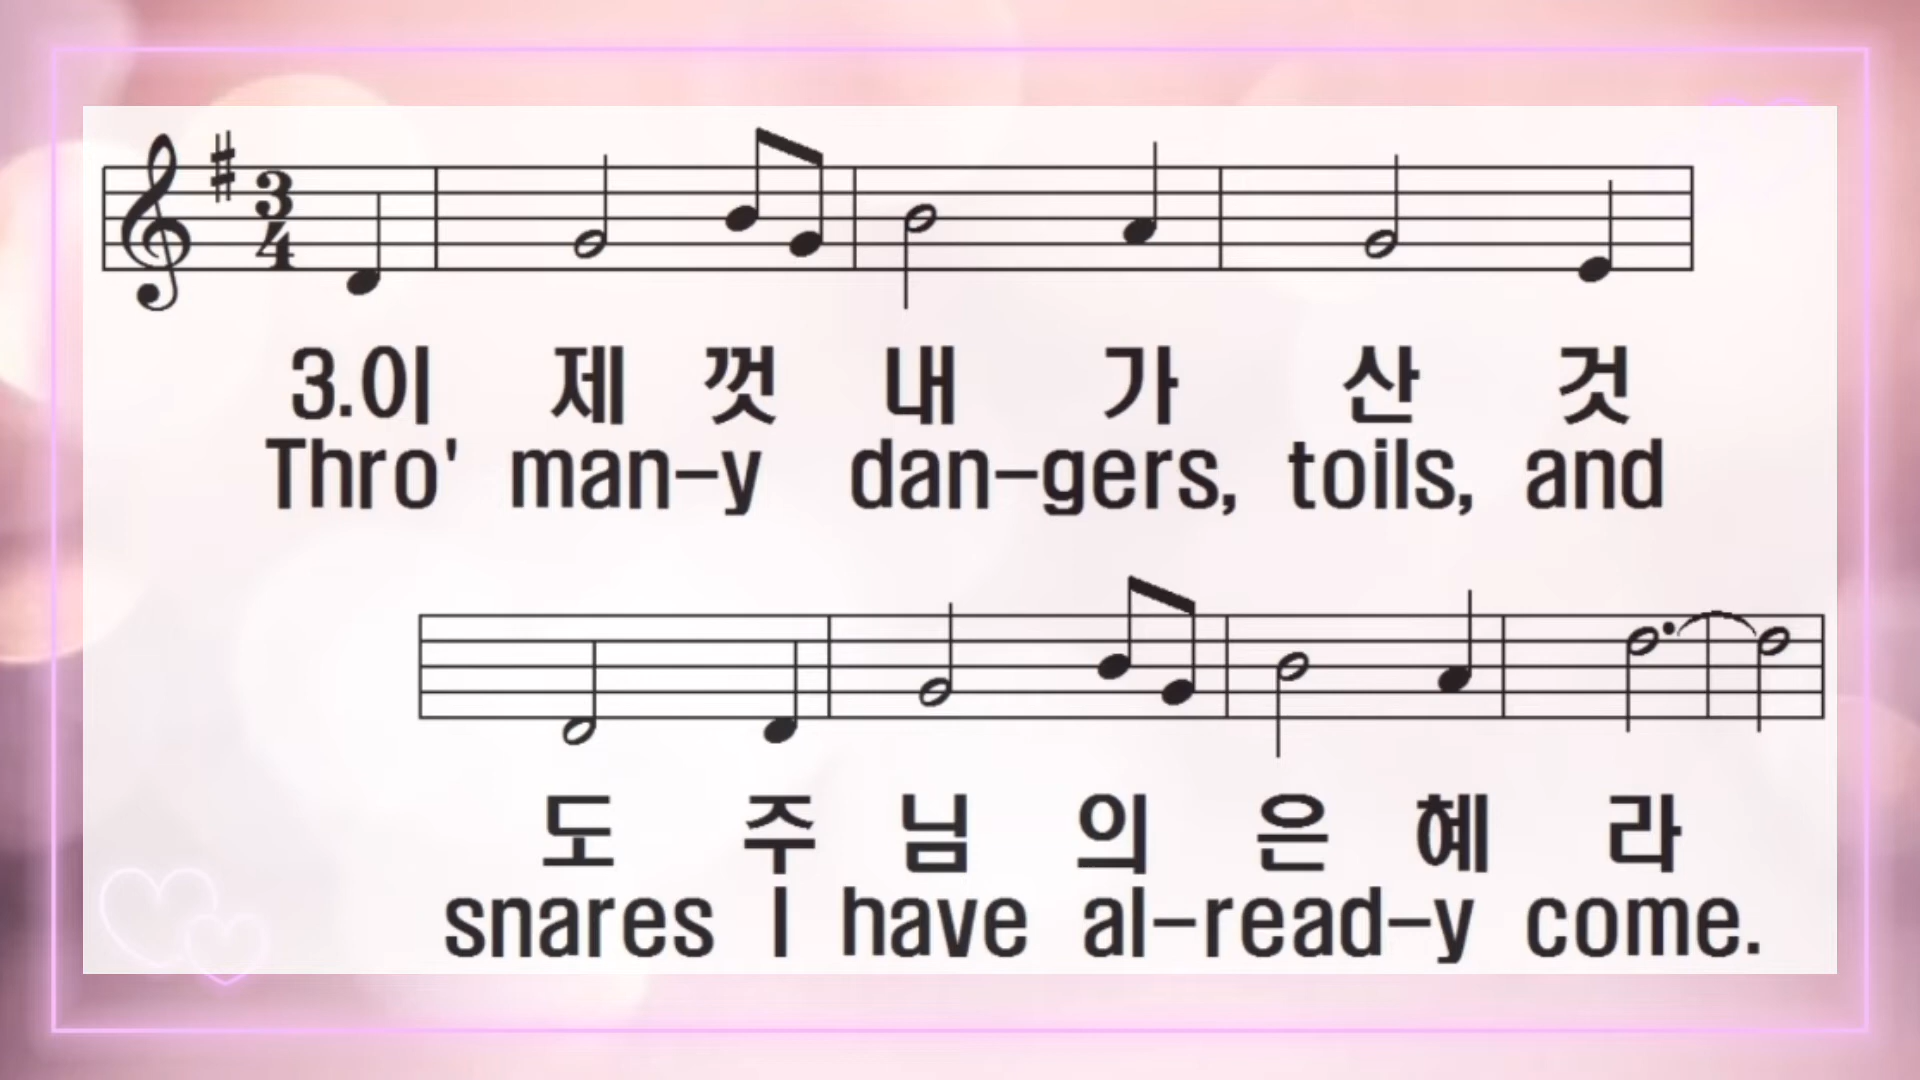 3.이 제 껏 내 가 산 것
Thro' man-y dan-gers, toils, and
도 주 님 의 은 혜 라
snares I have al-read-y come.